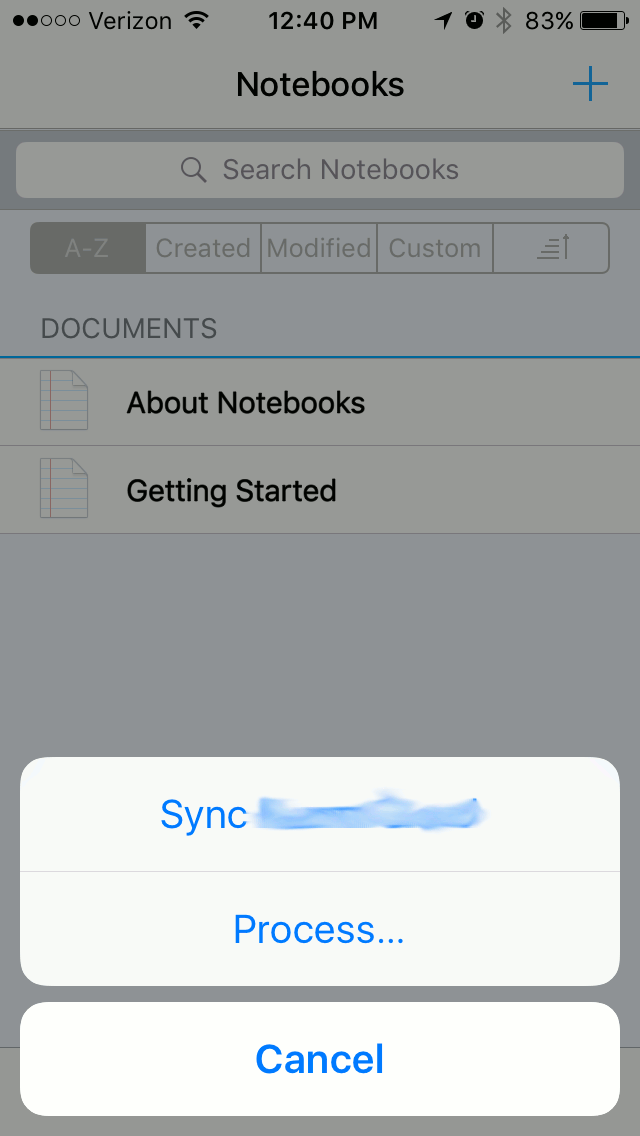 Verizon 12:40 PM 83%
Notebooks
Search Notebooks
A-Z Created Modified Custom
DOCUMENTS
About Notebooks
Getting Started
Sync
Process...
Cancel